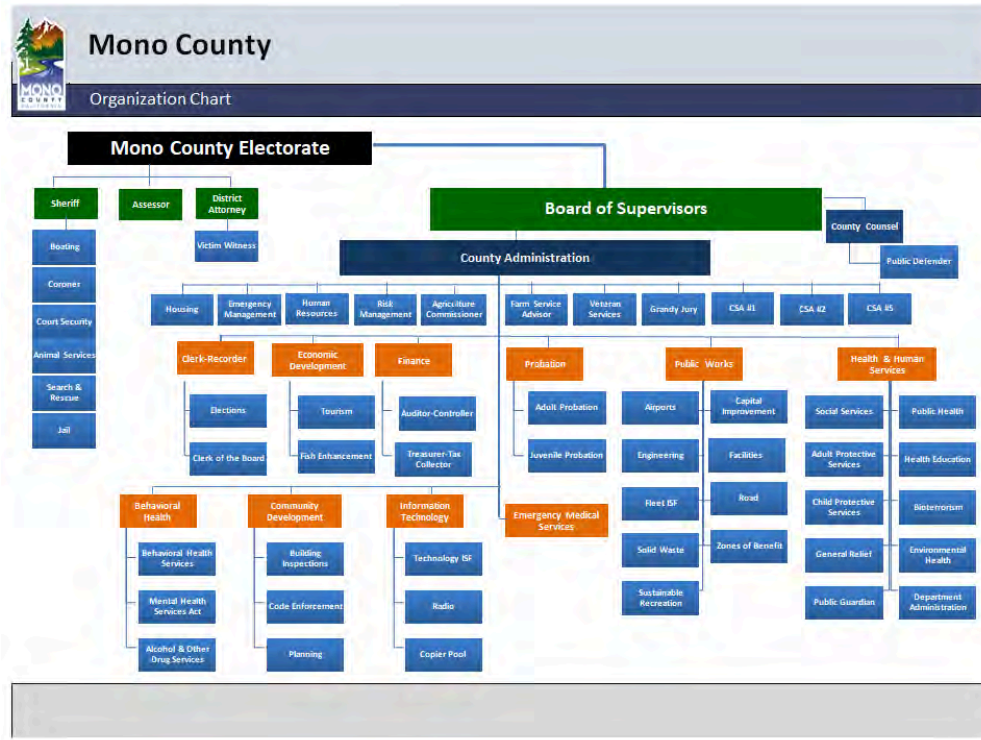 Mono County
MONO
COUNTY
CALIFORNIA
Organization Chart
Mono County Electorate
Sheriff
Assessor
District
Attorney
Board of Supervisors
County Counsel
Boating
Victim Witness
Public Defender
County Administration
Coroner
Housing
Emergency
Management
Human
Resources
Risk
Management
Agriculture
Commissioner
Farm Service
Advisor
Veteran
Services
Grandy Jury
CSA #1
CSA #2
CSA #5
Court Security
Animal Services
Search &
Rescue
Jail
Clerk-Recorder
Economic
Development
Finance
Probation
Public Works
Health & Human
Services
Elections
Clerk of the Board
Tourism
Fish Enhancement
Auditor-Controller
Treasurer-Tax
Collector
Adult Probation
Juvenile Probation
Airports
Capital
Improvement
Engineering
Facilities
Fleet ISF
Road
Solid Waste
Zones of Benefit
Sustainable
Recreation
Social Services
Public Health
Adult Protective
Services
Health Education
Child Protective
Services
Bioterrorism
General Relief
Environmental
Health
Public Guardian
Department
Administration
Behavioral
Health
Community
Development
Information
Technology
Emergency Medical
Services
Behavioral Health
Services
Mental Health
Services Act
Alcohol & Other
Drug Services
Building
Inspections
Code Enforcement
Planning
Technology ISF
Radio
Copier Pool